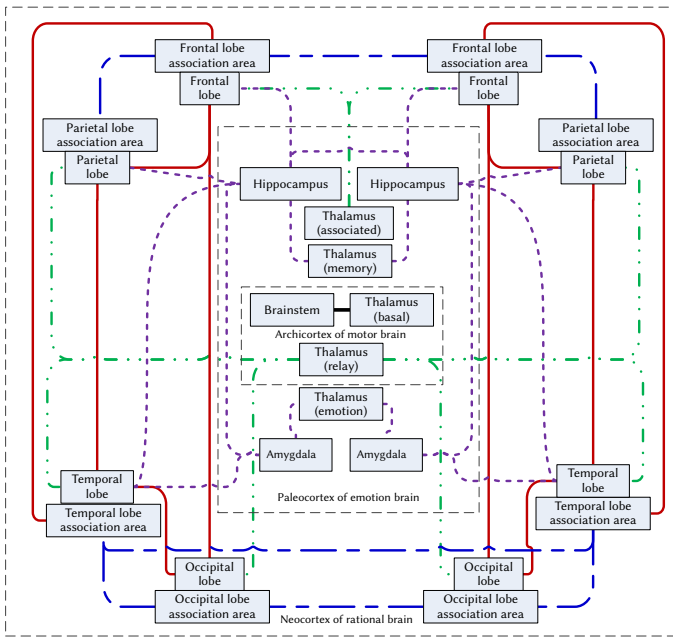 Frontal lobe
association area
Frontal
lobe
Frontal lobe
association area
Frontal
lobe
Parietal lobe
association area
Parietal
lobe
Parietal lobe
association area
Parietal
lobe
Hippocampus
Hippocampus
Thalamus
(associated)
Thalamus
(memory)
Brainstem
Thalamus
(basal)
Archicortex of motor brain
Thalamus
(relay)
Thalamus
(emotion)
Amygdala
Amygdala
Paleocortex of emotion brain
Temporal
lobe
Temporal lobe
association area
Temporal
lobe
Temporal lobe
association area
Occipital
lobe
Occipital lobe
association area
Occipital
lobe
Occipital lobe
association area
Neocortex of rational brain